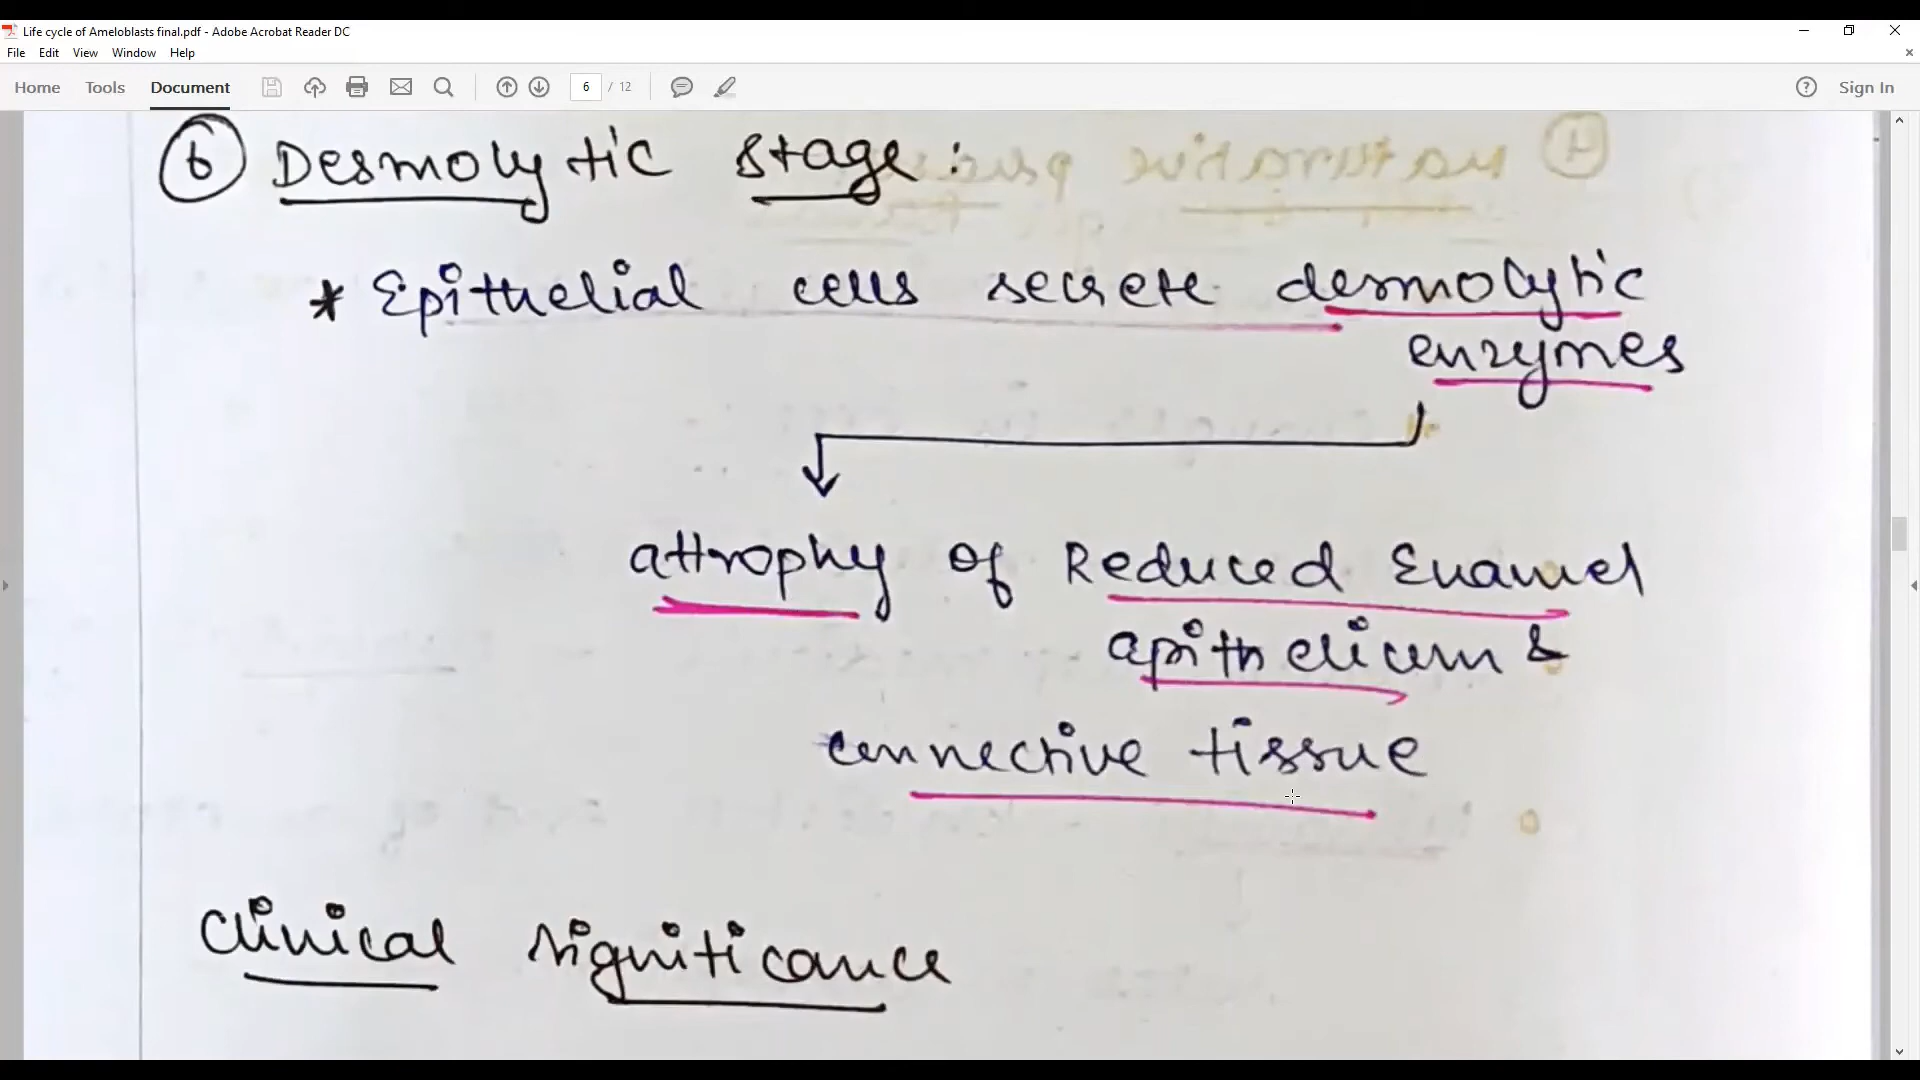 Life cycle of Ameloblasts final.pdf - Adobe Acrobat Reader DC
File Edit View Window Help
Home Tools Document 6 / 12 Sign In
6 Desmolytic Stage:
* Epithelial cells secrete desmolytic
enzymes
attrophy of Reduced Enamel
apithelium &
connective tissue
Clinical significance